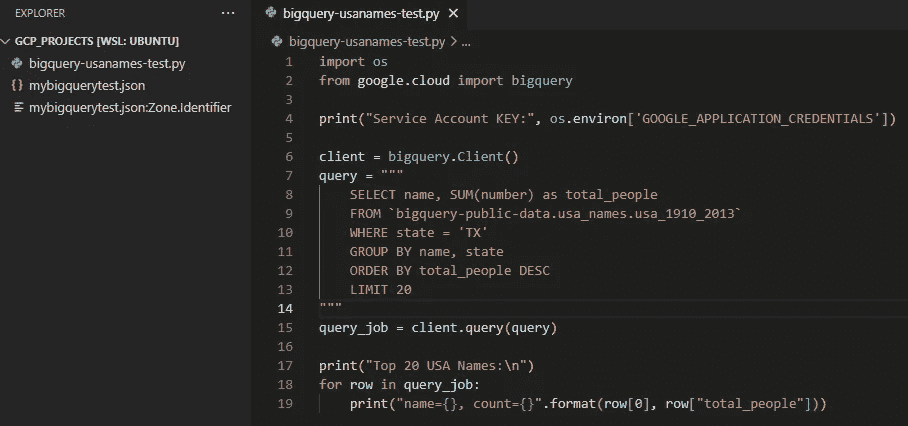 EXPLORER ...
GCP_PROJECTS [WSL: UBUNTU]
bigquery-usanames-test.py
{} mybigquerytest.json
mybigquerytest.json:Zone.Identifier
bigquery-usanames-test.py ×
bigquery-usanames-test.py > ...
1 import os
2 from google.cloud import bigquery
3
4 print("Service Account KEY:", os.environ['GOOGLE_APPLICATION_CREDENTIALS'])
5
6 client = bigquery.Client()
7 query = """
8     SELECT name, SUM(number) as total_people
9     FROM `bigquery-public-data.usa_names.usa_1910_2013`
10     WHERE state = 'TX'
11     GROUP BY name, state
12     ORDER BY total_people DESC
13     LIMIT 20
14 """
15 query_job = client.query(query)
16
17 print("Top 20 USA Names:\n")
18 for row in query_job:
19     print("name={}, count={}".format(row[0], row["total_people"]))